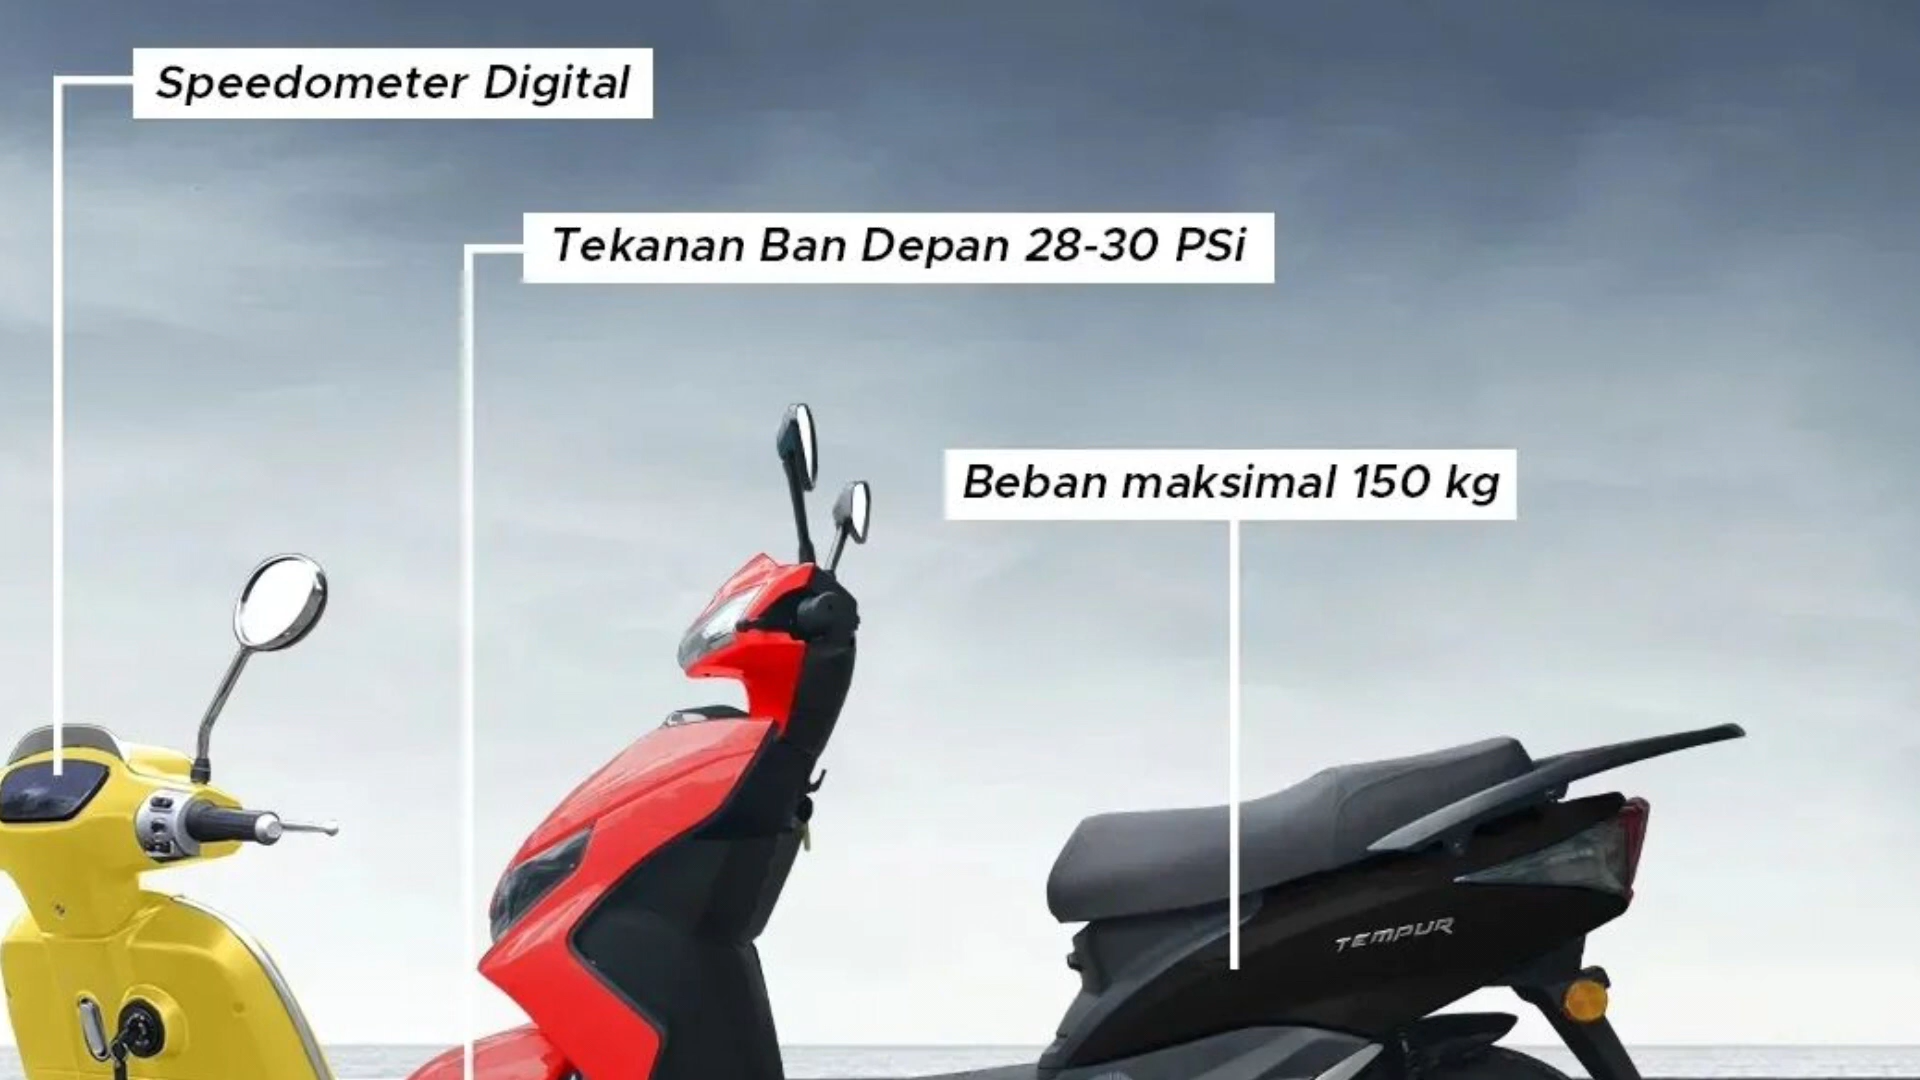 Speedometer Digital
Tekanan Ban Depan 28-30 PSi
Beban maksimal 150 kg
TEMPUR